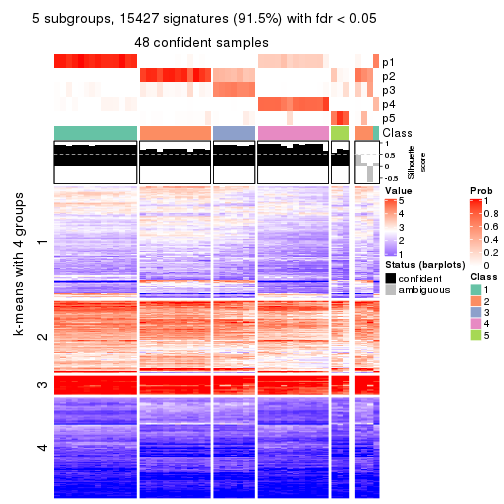 5 subgroups, 15427 signatures (91.5%) with fdr < 0.05
48 confident samples
p1
p2
p3
p4
p5
Class
1
0.5
0
-0.5
Silhouette
score
k-means with 4 groups
1
2
3
4
Value
5
4
3
2
1
Status (barplots)
confident
ambiguous
Prob
1
0.8
0.6
0.4
0.2
0
Class
1
2
3
4
5